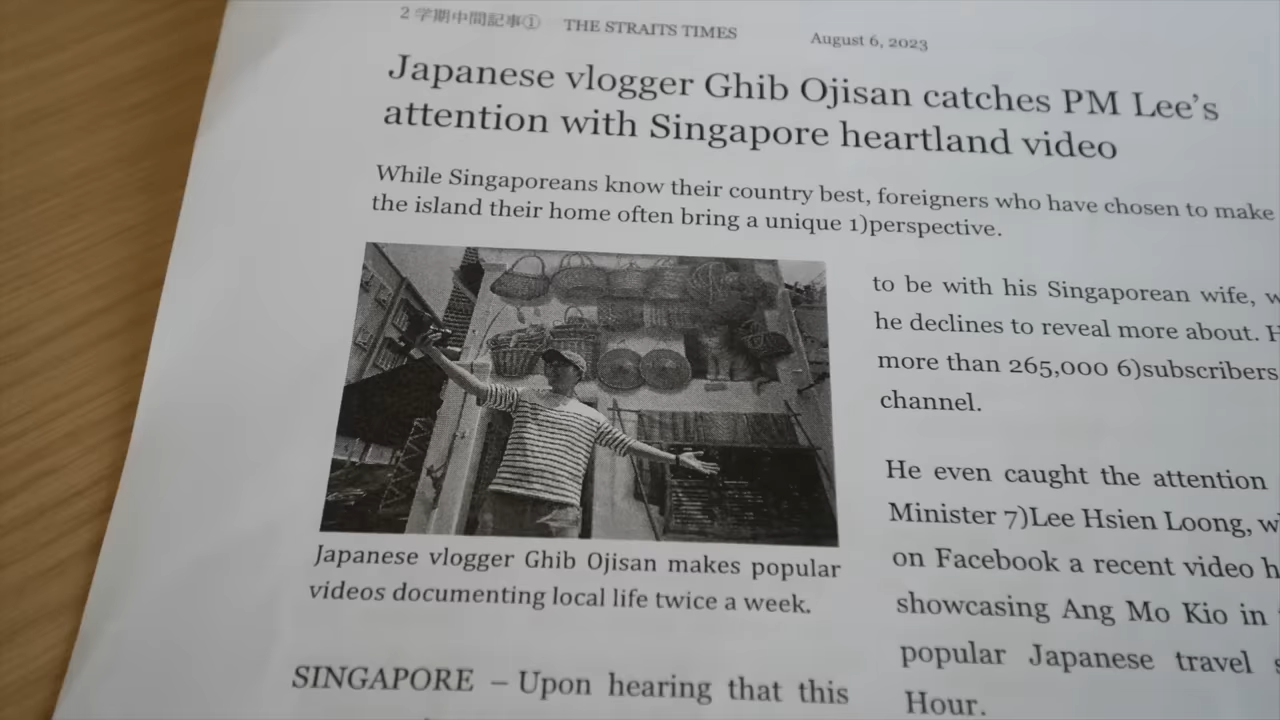 2 学期中間記事① THE STRAITS TIMES August 6, 2023
Japanese vlogger Ghib Ojisan catches PM Lee's
attention with Singapore heartland video
While Singaporeans know their country best, foreigners who have chosen to make
the island their home often bring a unique 1)perspective.
Japanese vlogger Ghib Ojisan makes popular
videos documenting local life twice a week.
SINGAPORE – Upon hearing that this
to be with his Singaporean wife,
he declines to reveal more about.
more than 265,000 6)subscribers
channel.
He even caught the attention
Minister 7)Lee Hsien Loong,
on Facebook a recent video
showcasing Ang Mo Kio in
popular Japanese travel
Hour.